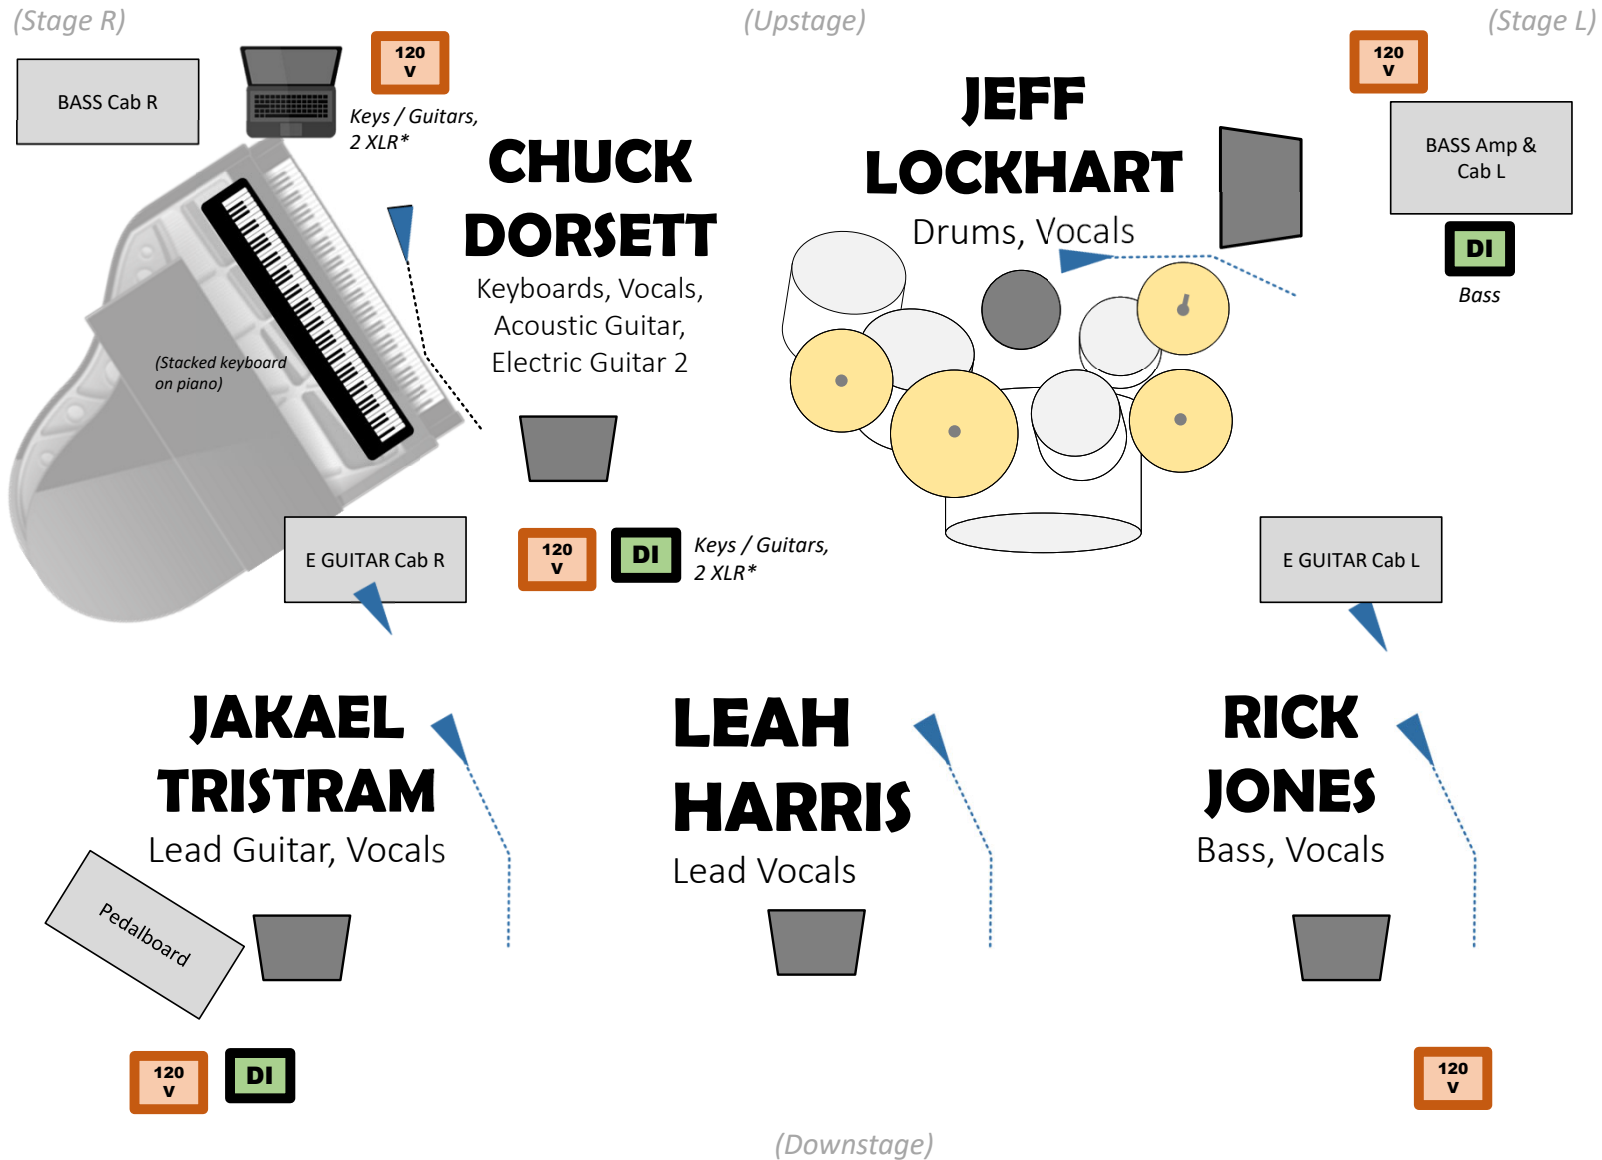 (Stage R)
(Upstage)
(Stage L)
BASS Cab R
120
V
Keys / Guitars,
2 XLR*
CHUCK
DORSETT
Keyboards, Vocals,
Acoustic Guitar,
Electric Guitar 2
JEFF
LOCKHART
Drums, Vocals
120
V
BASS Amp &
Cab L
DI
Bass
(Stacked keyboard
on piano)
E GUITAR Cab R
120
V
DI
Keys / Guitars,
2 XLR*
E GUITAR Cab L
JAKAEL
TRISTRAM
Lead Guitar, Vocals
LEAH
HARRIS
Lead Vocals
RICK
JONES
Bass, Vocals
Pedalboard
120
V
DI
120
V
(Downstage)